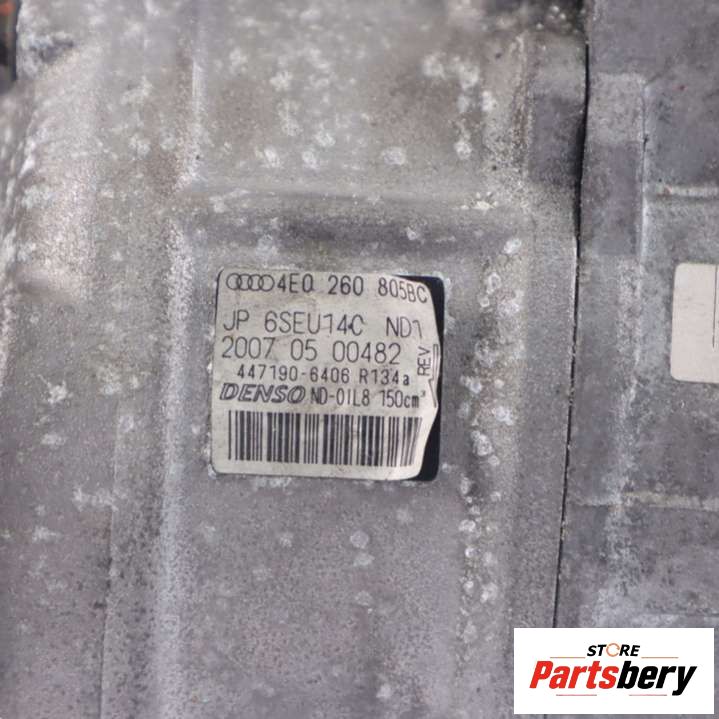 4E0 260 805BC
JP 6SEU14C ND1
2007 05 00482
REV
447190-6406 R134a
DENSO ND-OIL8 150cm³
STORE
Partsbery